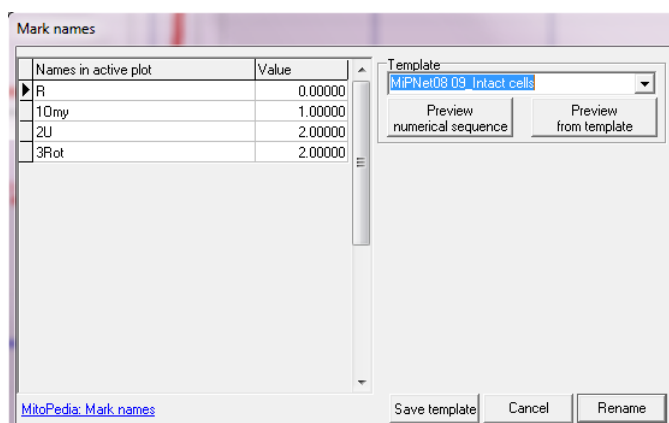 Mark names
Names in active plot Value
R 0.00000
1Omy 1.00000
2U 2.00000
3Rot 2.00000
Template
MiPNet08 09_Intact cells
Preview numerical sequence
Preview from template
MitoPedia: Mark names
Save template Cancel Rename